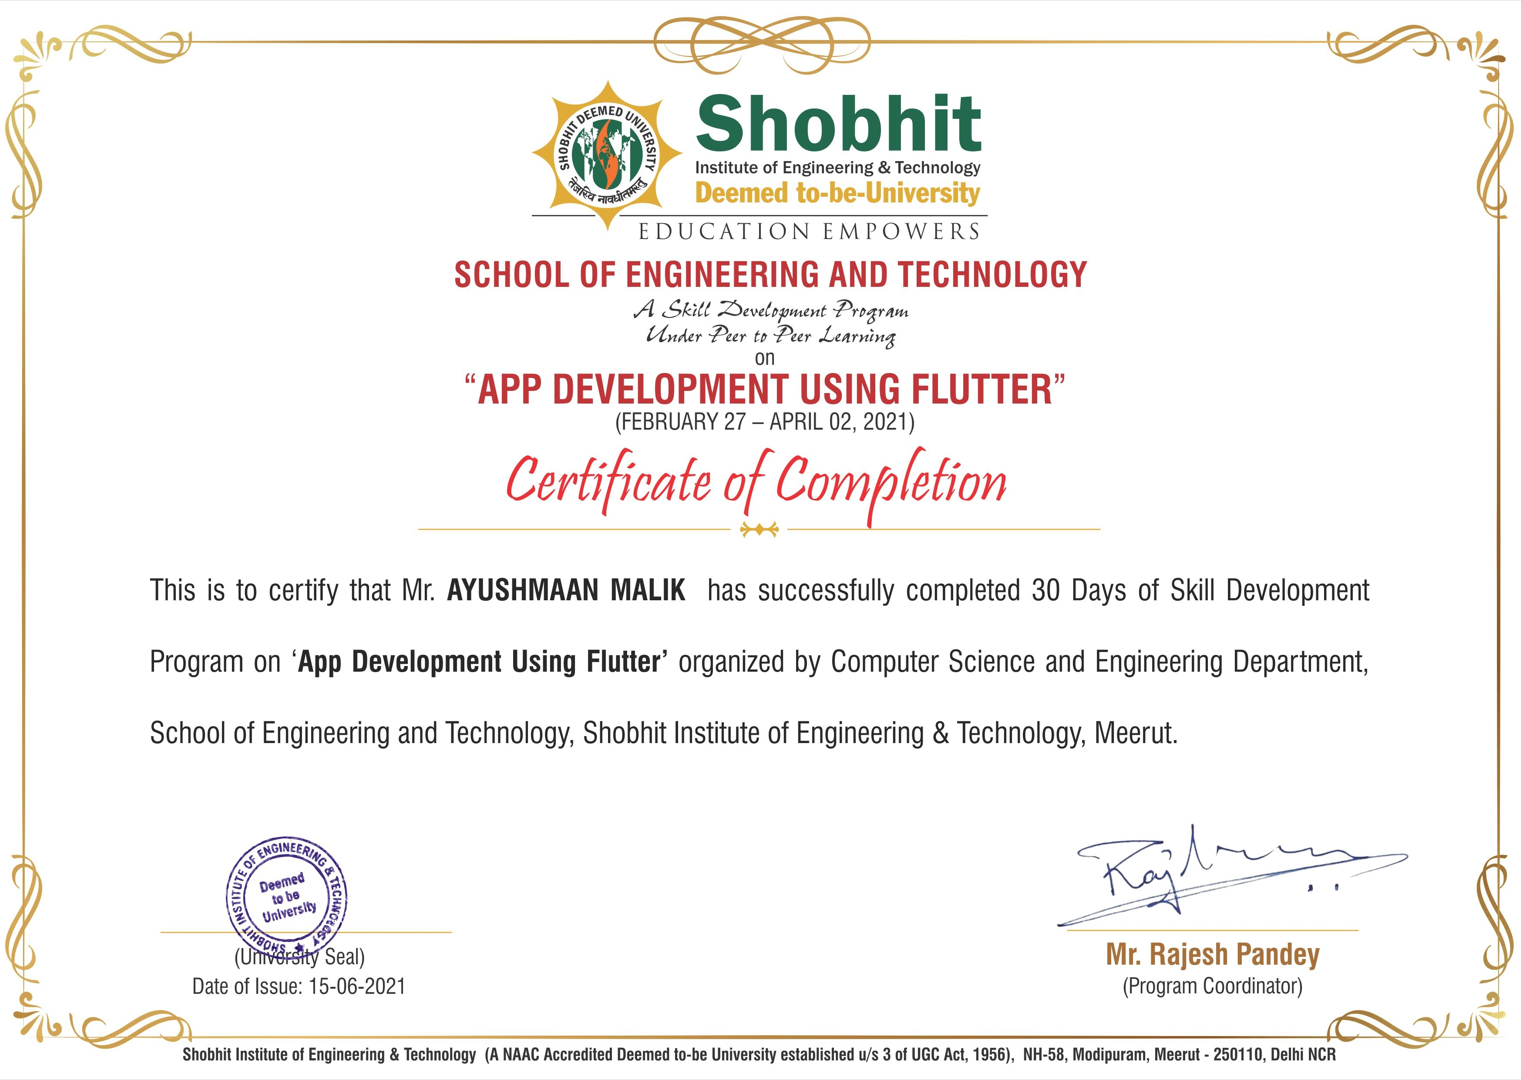 SHOBHIT DEEMED UNIVERSITY
तेजस्वि नावधीतमस्तु
Shobhit
Institute of Engineering & Technology
Deemed to-be-University
EDUCATION EMPOWERS
SCHOOL OF ENGINEERING AND TECHNOLOGY
A Skill Development Program
Under Peer to Peer Learning
on
“APP DEVELOPMENT USING FLUTTER”
(FEBRUARY 27 – APRIL 02, 2021)
Certificate of Completion
This is to certify that Mr. AYUSHMAAN MALIK has successfully completed 30 Days of Skill Development
Program on ‘App Development Using Flutter’ organized by Computer Science and Engineering Department,
School of Engineering and Technology, Shobhit Institute of Engineering & Technology, Meerut.
SHOBHIT INSTITUTE OF ENGINEERING & TECHNOLOGY
Deemed
to be
University
(University Seal)
Date of Issue: 15-06-2021
Mr. Rajesh Pandey
(Program Coordinator)
Shobhit Institute of Engineering & Technology (A NAAC Accredited Deemed to-be University established u/s 3 of UGC Act, 1956), NH-58, Modipuram, Meerut - 250110, Delhi NCR